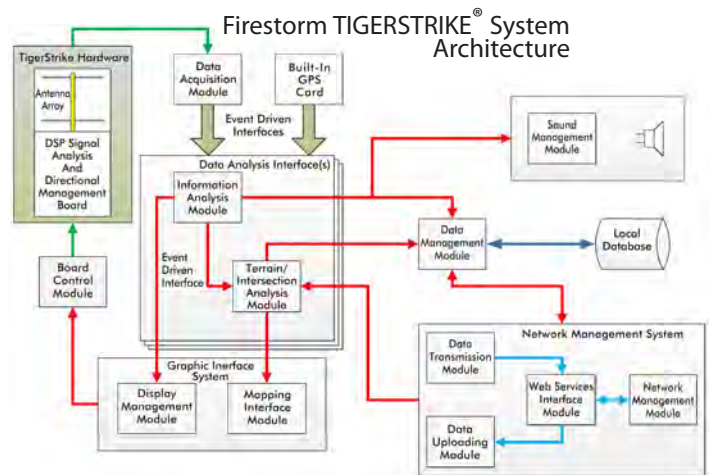 Firestorm TIGERSTRIKE® System
Architecture
TigerStrike Hardware
Antenna
Array
DSP Signal
Analysis
And
Directional
Management
Board
Data
Acquisition
Module
Built-In
GPS
Card
Event Driven
Interfaces
Sound
Management
Module
Data Analysis Interface(s)
Information
Analysis
Module
Event
Driven
Interface
Terrain/
Intersection
Analysis
Module
Data
Management
Module
Local
Database
Board
Control
Module
Graphic Interface
System
Display
Management
Module
Mapping
Interface
Module
Network Management System
Data
Transmission
Module
Web Services
Interface
Module
Network
Management
Module
Data
Uploading
Module